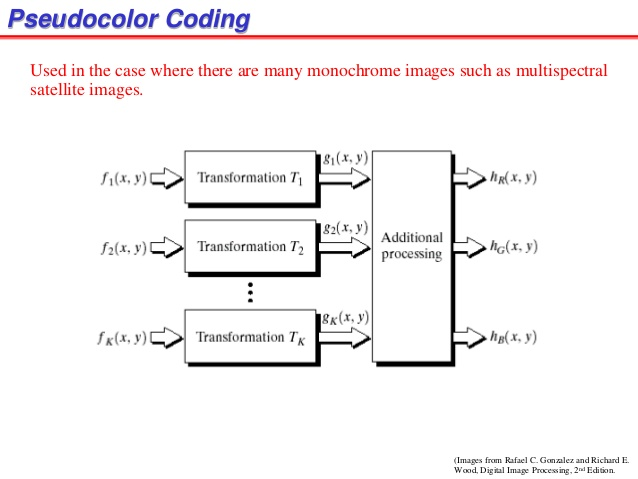 Pseudocolor Coding
Used in the case where there are many monochrome images such as multispectral
satellite images.
f1(x, y)
Transformation T1
g1(x, y)
hR(x, y)
f2(x, y)
Transformation T2
g2(x, y)
Additional
processing
hG(x, y)
fK(x, y)
Transformation TK
gK(x, y)
hB(x, y)
(Images from Rafael C. Gonzalez and Richard E.
Wood, Digital Image Processing, 2nd Edition.